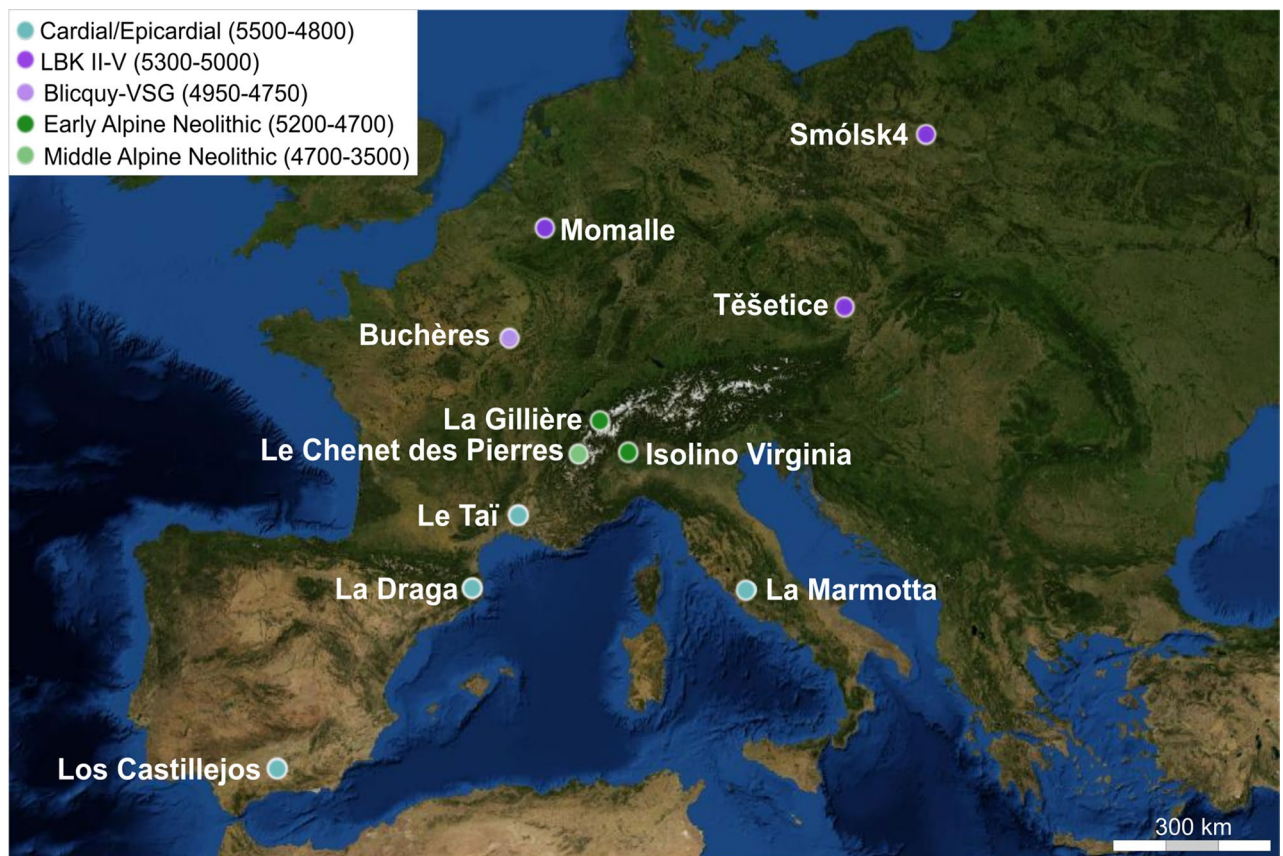 Cardial/Epicardial (5500-4800)
LBK II-V (5300-5000)
Blicquy-VSG (4950-4750)
Early Alpine Neolithic (5200-4700)
Middle Alpine Neolithic (4700-3500)
Smólsk4
Momalle
Těšetice
Buchères
La Gillière
Le Chenet des Pierres
Isolino Virginia
Le Taï
La Draga
La Marmotta
Los Castillejos
300 km